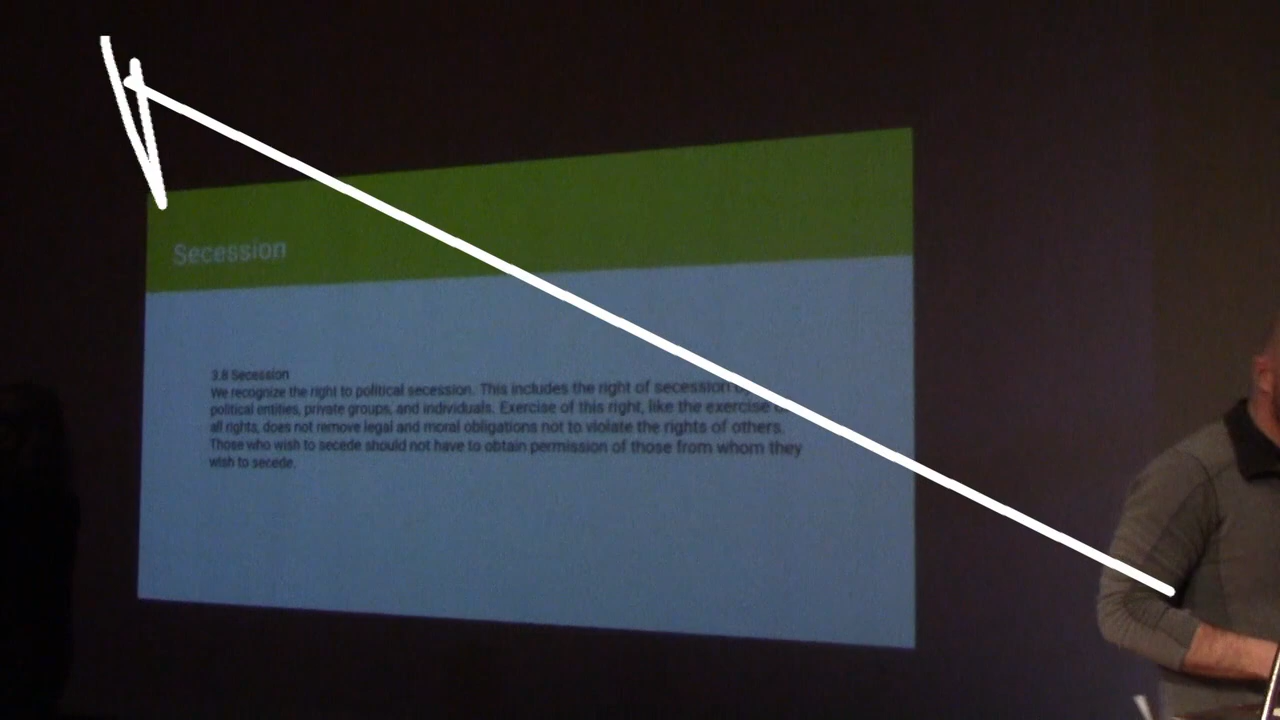 Secession
3.8 Secession
We recognize the right to political secession. This includes the right of secession
political entities, private groups, and individuals. Exercise of this right, like the exercise
all rights, does not remove legal and moral obligations not to violate the rights of others.
Those who wish to secede should not have to obtain permission of those from whom they
wish to secede.